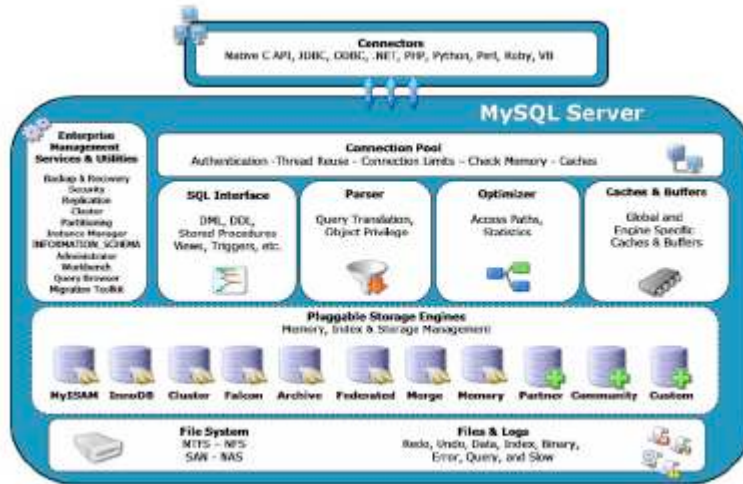 Connectors
Native C API, JDBC, ODBC, .NET, PHP, Python, Perl, Ruby, VB
MySQL Server
Enterprise
Management
Services & Utilities
Backup & Recovery
Security
Replication
Cluster
Partitioning
Instance Manager
INFORMATION_SCHEMA
Administrator
Workbench
Query Browser
Migration Toolkit
Connection Pool
Authentication -Thread Reuse - Connection Limits – Check Memory - Caches
SQL Interface
DML, DDL,
Stored Procedures
Views, Triggers, etc.
Parser
Query Translation,
Object Privilege
Optimizer
Access Paths,
Statistics
Caches & Buffers
Global and
Engine Specific
Caches & Buffers
Pluggable Storage Engines
Memory, Index & Storage Management
MyISAM InnoDB Cluster Falcon Archive Federated Merge Memory Partner Community Custom
File System
NTFS – NFS
SAN - NAS
Files & Logs
Redo, Undo, Data, Index, Binary,
Error, Query, and Slow